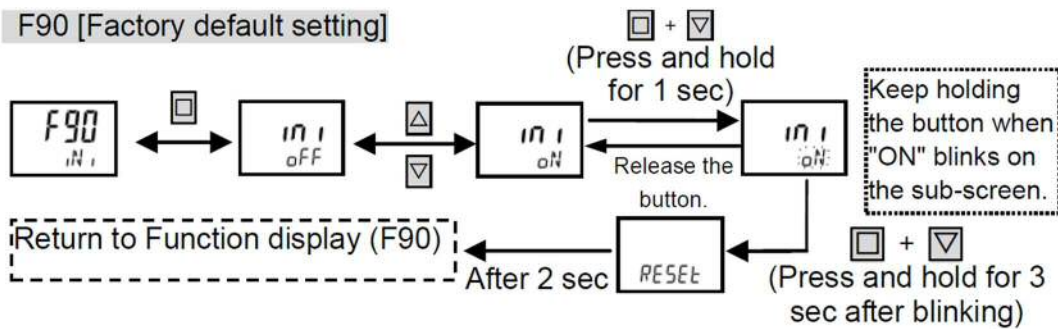 F90 [Factory default setting]
(Press and hold
for 1 sec)
F90
iNi
ini
oFF
ini
oN
ini
oN
Release the
button.
Keep holding
the button when
"ON" blinks on
the sub-screen.
Return to Function display (F90)
After 2 sec
RESEt
(Press and hold for 3
sec after blinking)